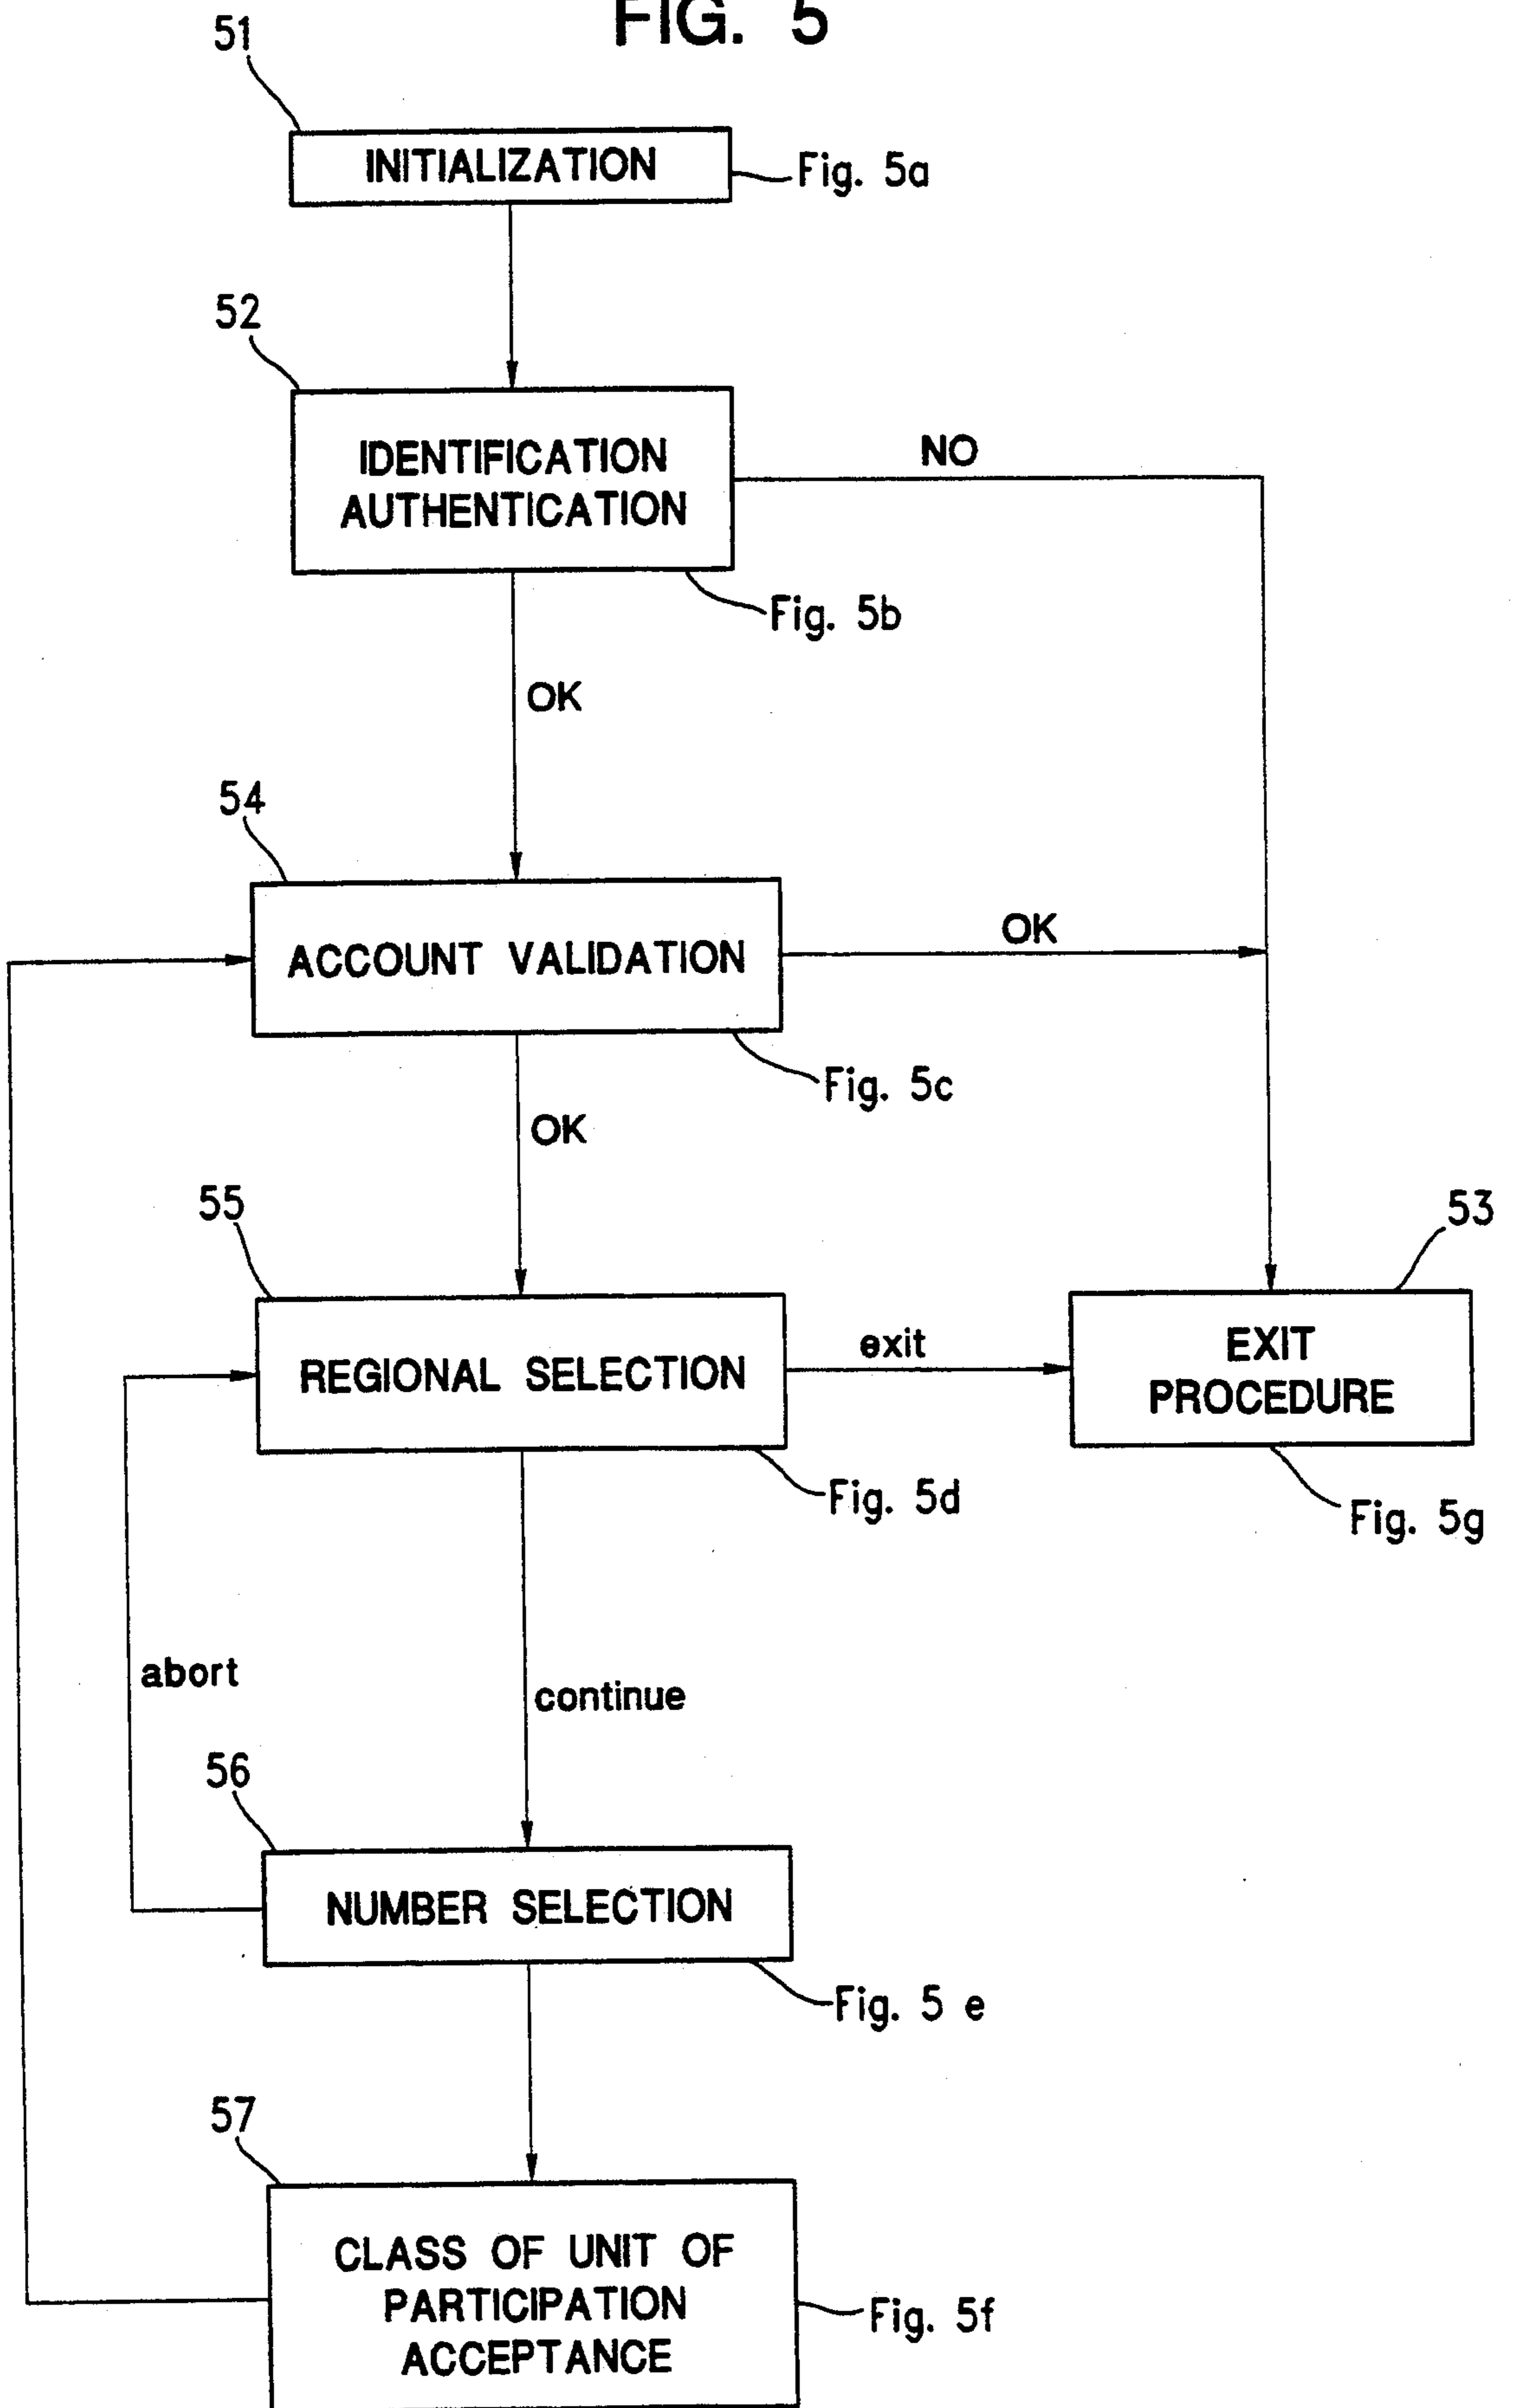 FIG. 5
51
INITIALIZATION
Fig. 5a
52
IDENTIFICATION
AUTHENTICATION
NO
Fig. 5b
OK
54
ACCOUNT VALIDATION
OK
Fig. 5c
OK
55
53
REGIONAL SELECTION
exit
EXIT
PROCEDURE
Fig. 5d
Fig. 5g
abort
continue
56
NUMBER SELECTION
Fig. 5 e
57
CLASS OF UNIT OF
PARTICIPATION
ACCEPTANCE
Fig. 5f